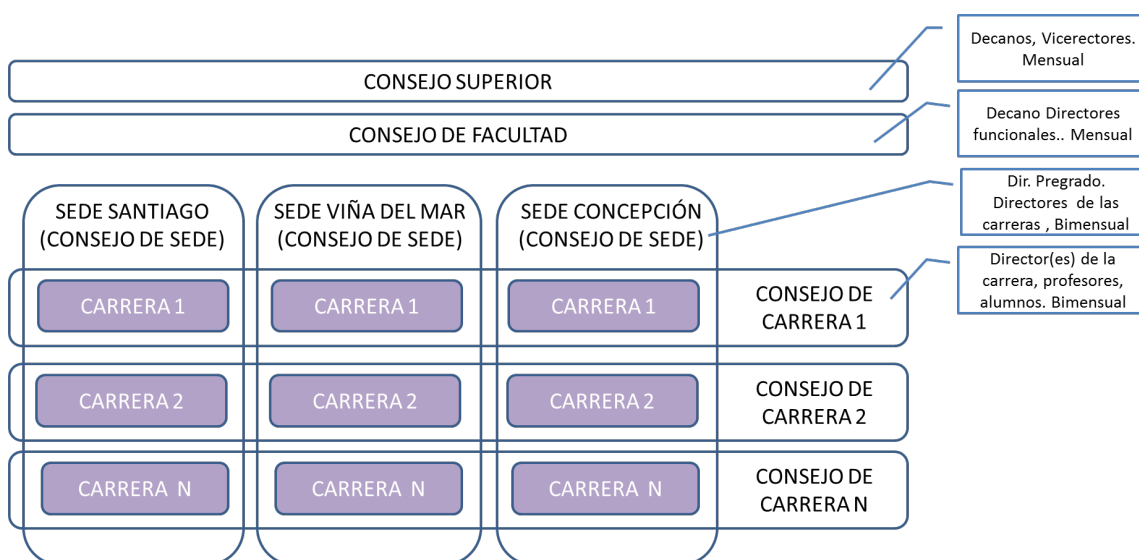 Decanos, Vicerectores.
Mensual
CONSEJO SUPERIOR
Decano Directores
funcionales.. Mensual
CONSEJO DE FACULTAD
Dir. Pregrado.
Directores de las
carreras , Bimensual
SEDE SANTIAGO
(CONSEJO DE SEDE)
SEDE VIÑA DEL MAR
(CONSEJO DE SEDE)
SEDE CONCEPCIÓN
(CONSEJO DE SEDE)
Director(es) de la
carrera, profesores,
alumnos. Bimensual
CARRERA 1
CARRERA 1
CARRERA 1
CONSEJO DE
CARRERA 1
CARRERA 2
CARRERA 2
CARRERA 2
CONSEJO DE
CARRERA 2
CARRERA N
CARRERA N
CARRERA N
CONSEJO DE
CARRERA N